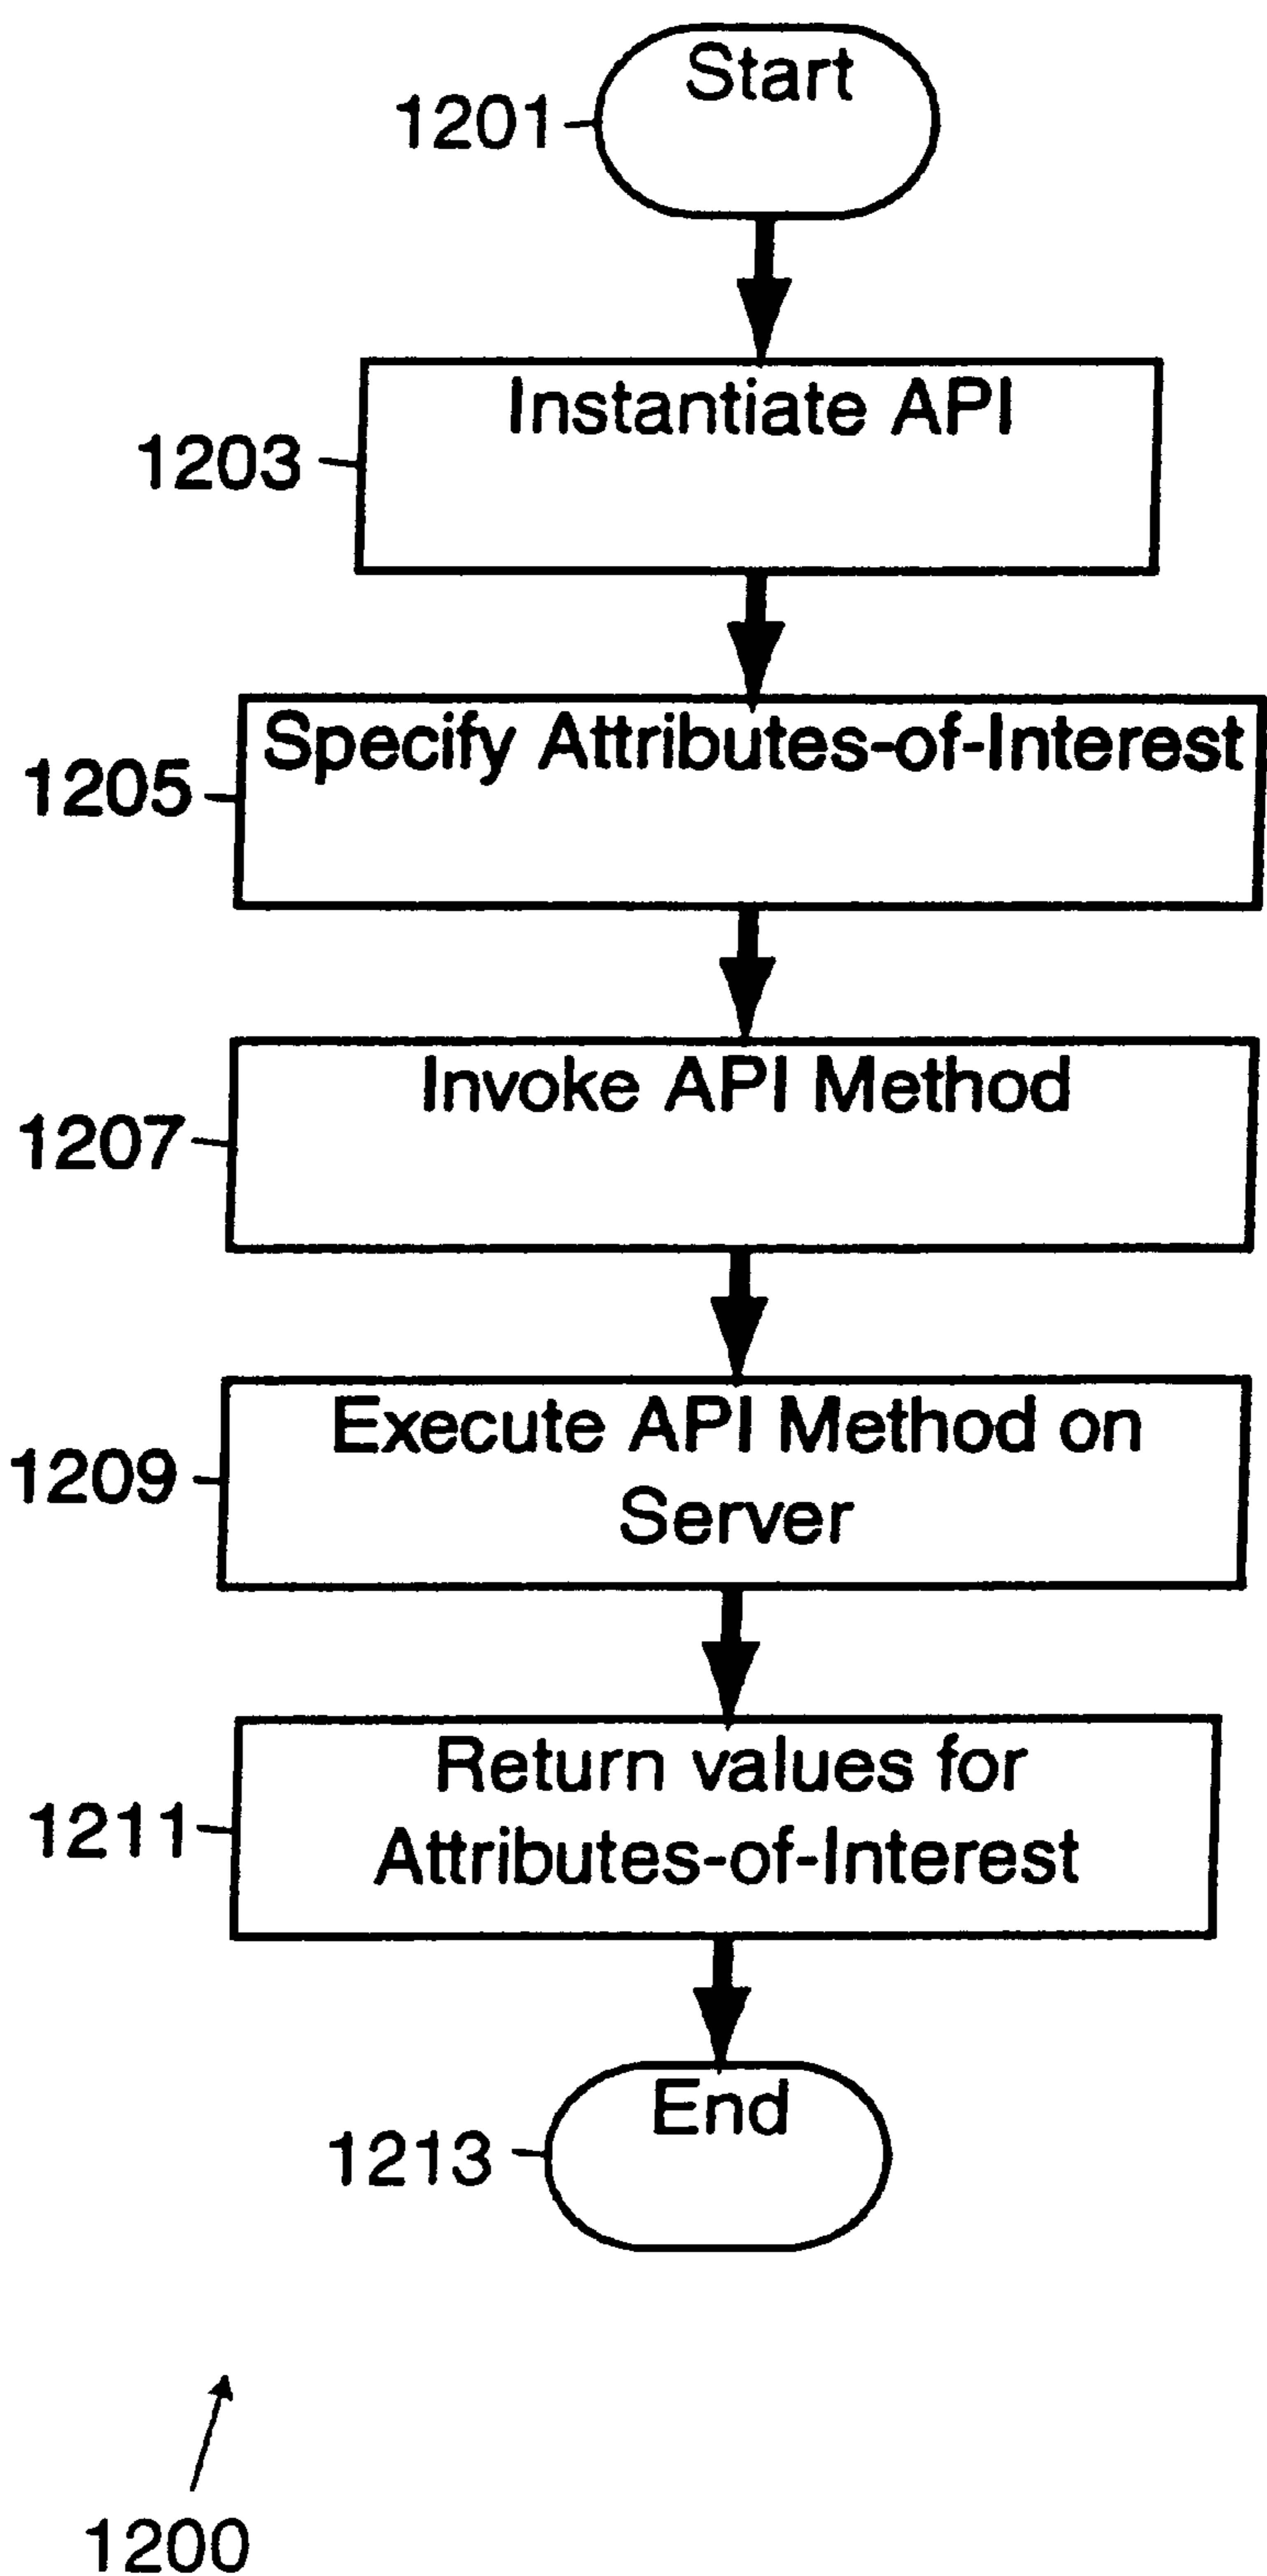 Start
1201
Instantiate API
1203
Specify Attributes-of-Interest
1205
Invoke API Method
1207
Execute API Method on
Server
1209
Return values for
Attributes-of-Interest
1211
End
1213
1200